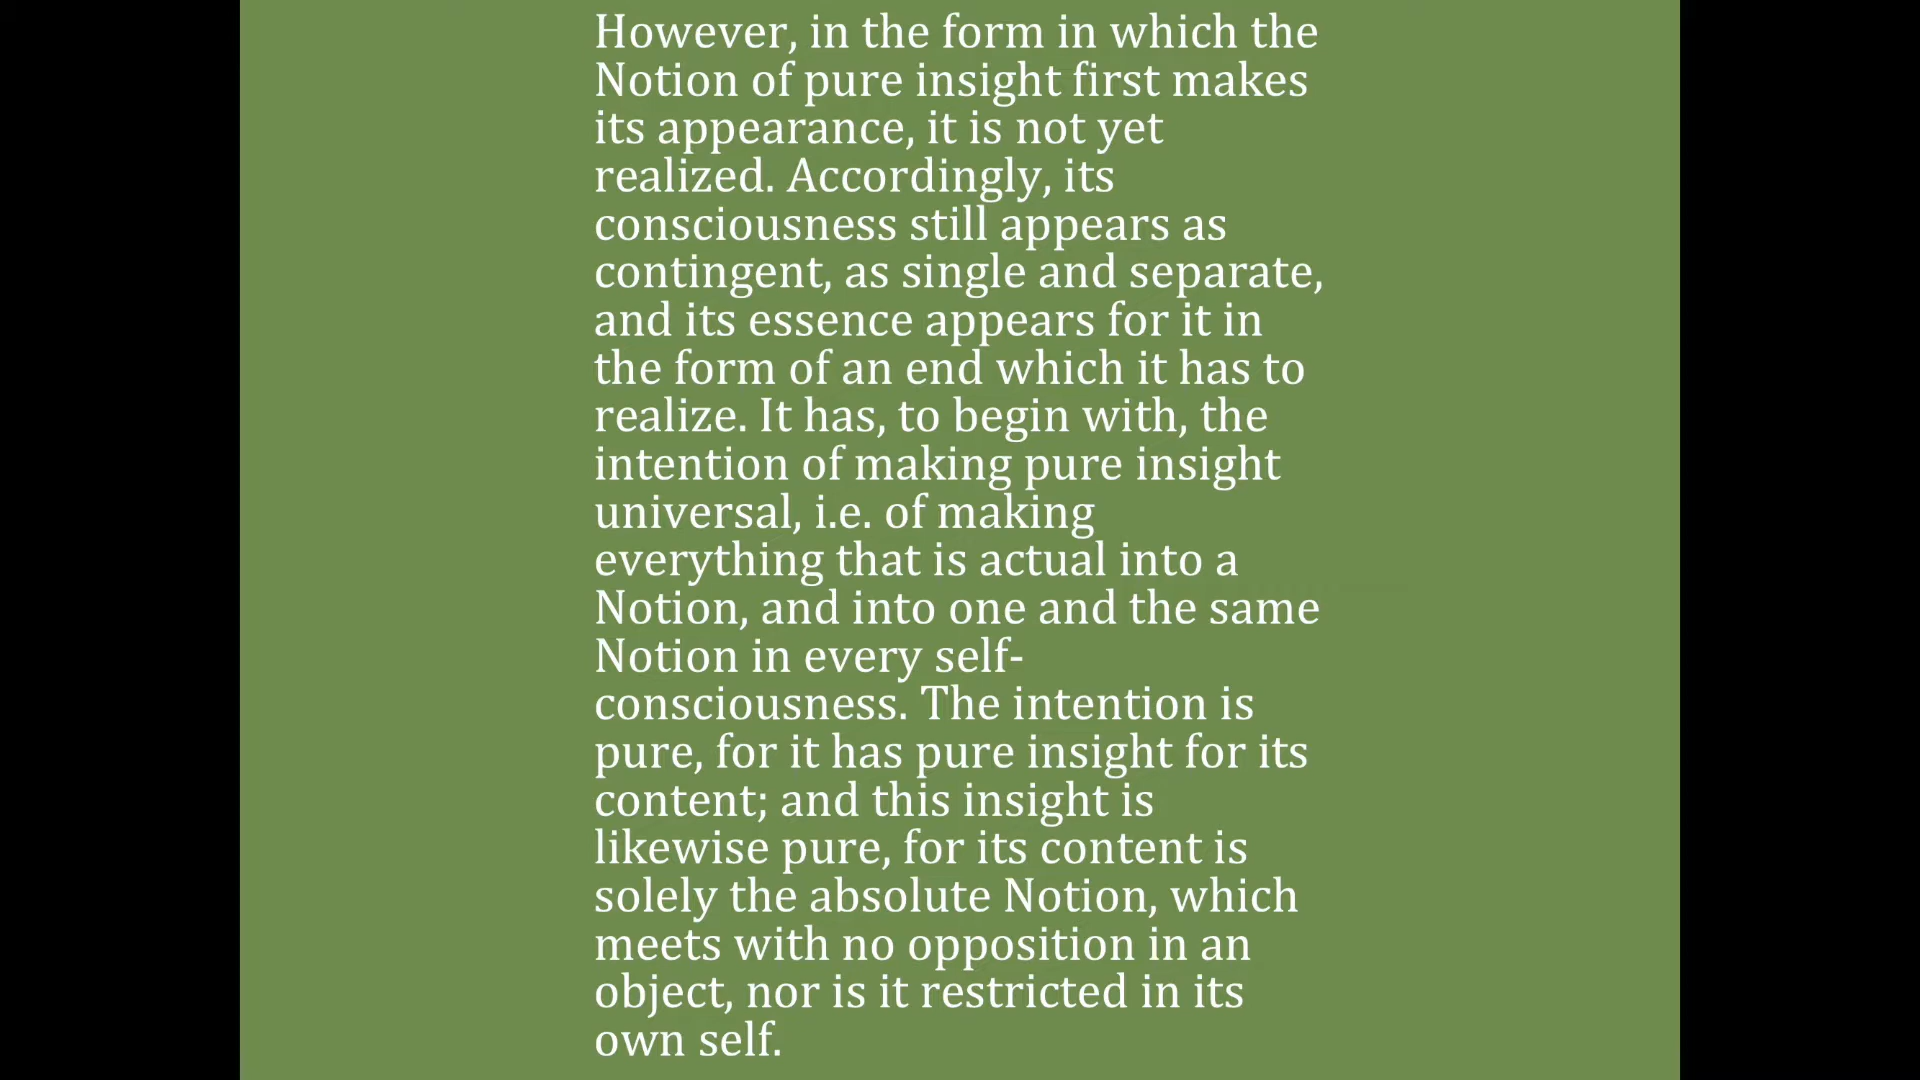 However, in the form in which the
Notion of pure insight first makes
its appearance, it is not yet
realized. Accordingly, its
consciousness still appears as
contingent, as single and separate,
and its essence appears for it in
the form of an end which it has to
realize. It has, to begin with, the
intention of making pure insight
universal, i.e. of making
everything that is actual into a
Notion, and into one and the same
Notion in every self-
consciousness. The intention is
pure, for it has pure insight for its
content; and this insight is
likewise pure, for its content is
solely the absolute Notion, which
meets with no opposition in an
object, nor is it restricted in its
own self.